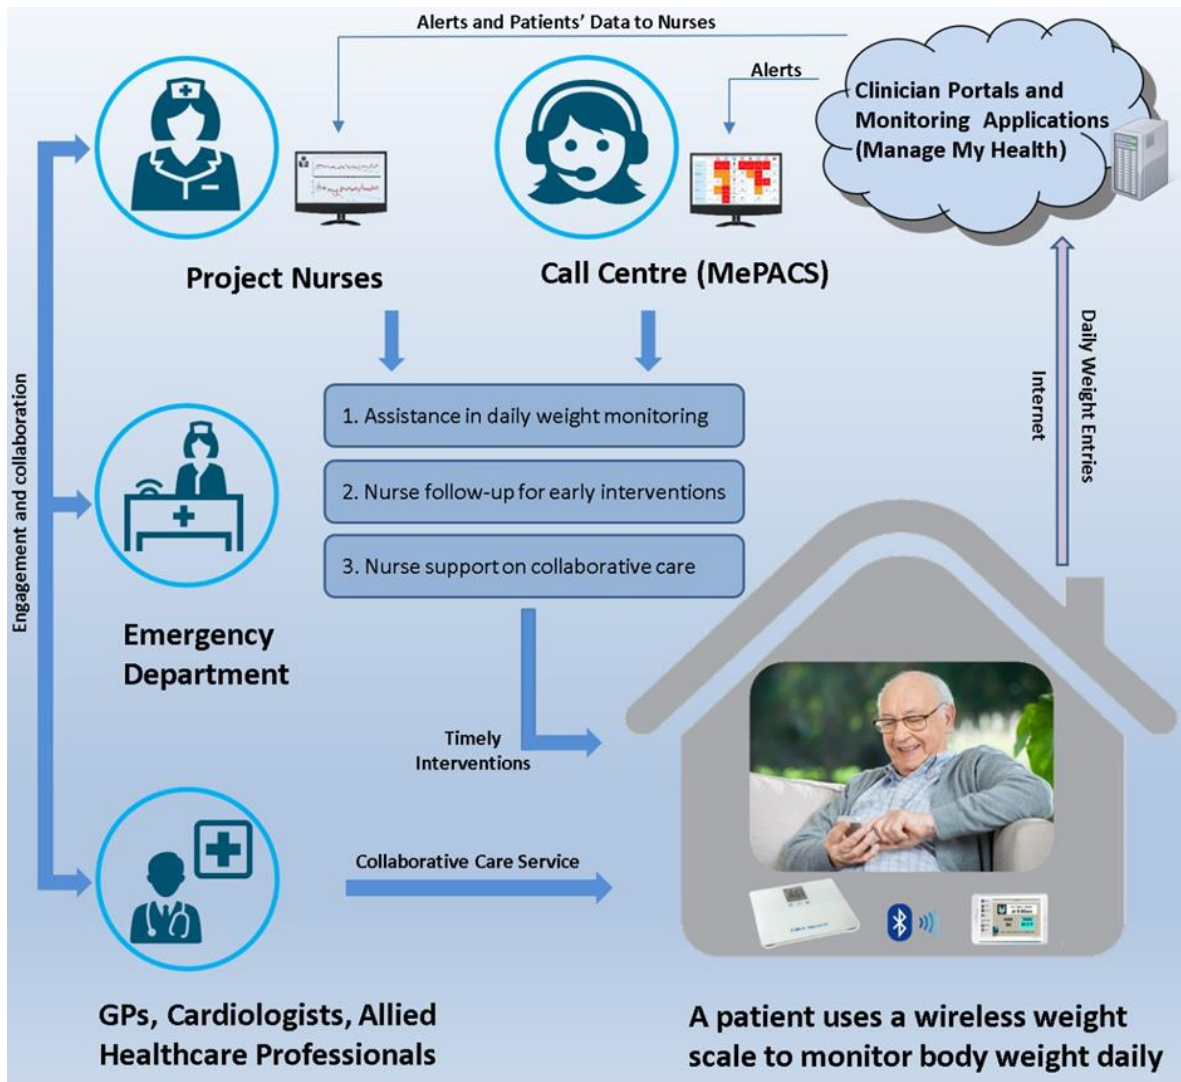 Alerts and Patients’ Data to Nurses
Alerts
Clinician Portals and
Monitoring Applications
(Manage My Health)
Project Nurses
Call Centre (MePACS)
Engagement and collaboration
1. Assistance in daily weight monitoring
2. Nurse follow-up for early interventions
3. Nurse support on collaborative care
Internet
Daily Weight Entries
Emergency
Department
Timely
Interventions
Collaborative Care Service
GPs, Cardiologists, Allied
Healthcare Professionals
A patient uses a wireless weight
scale to monitor body weight daily